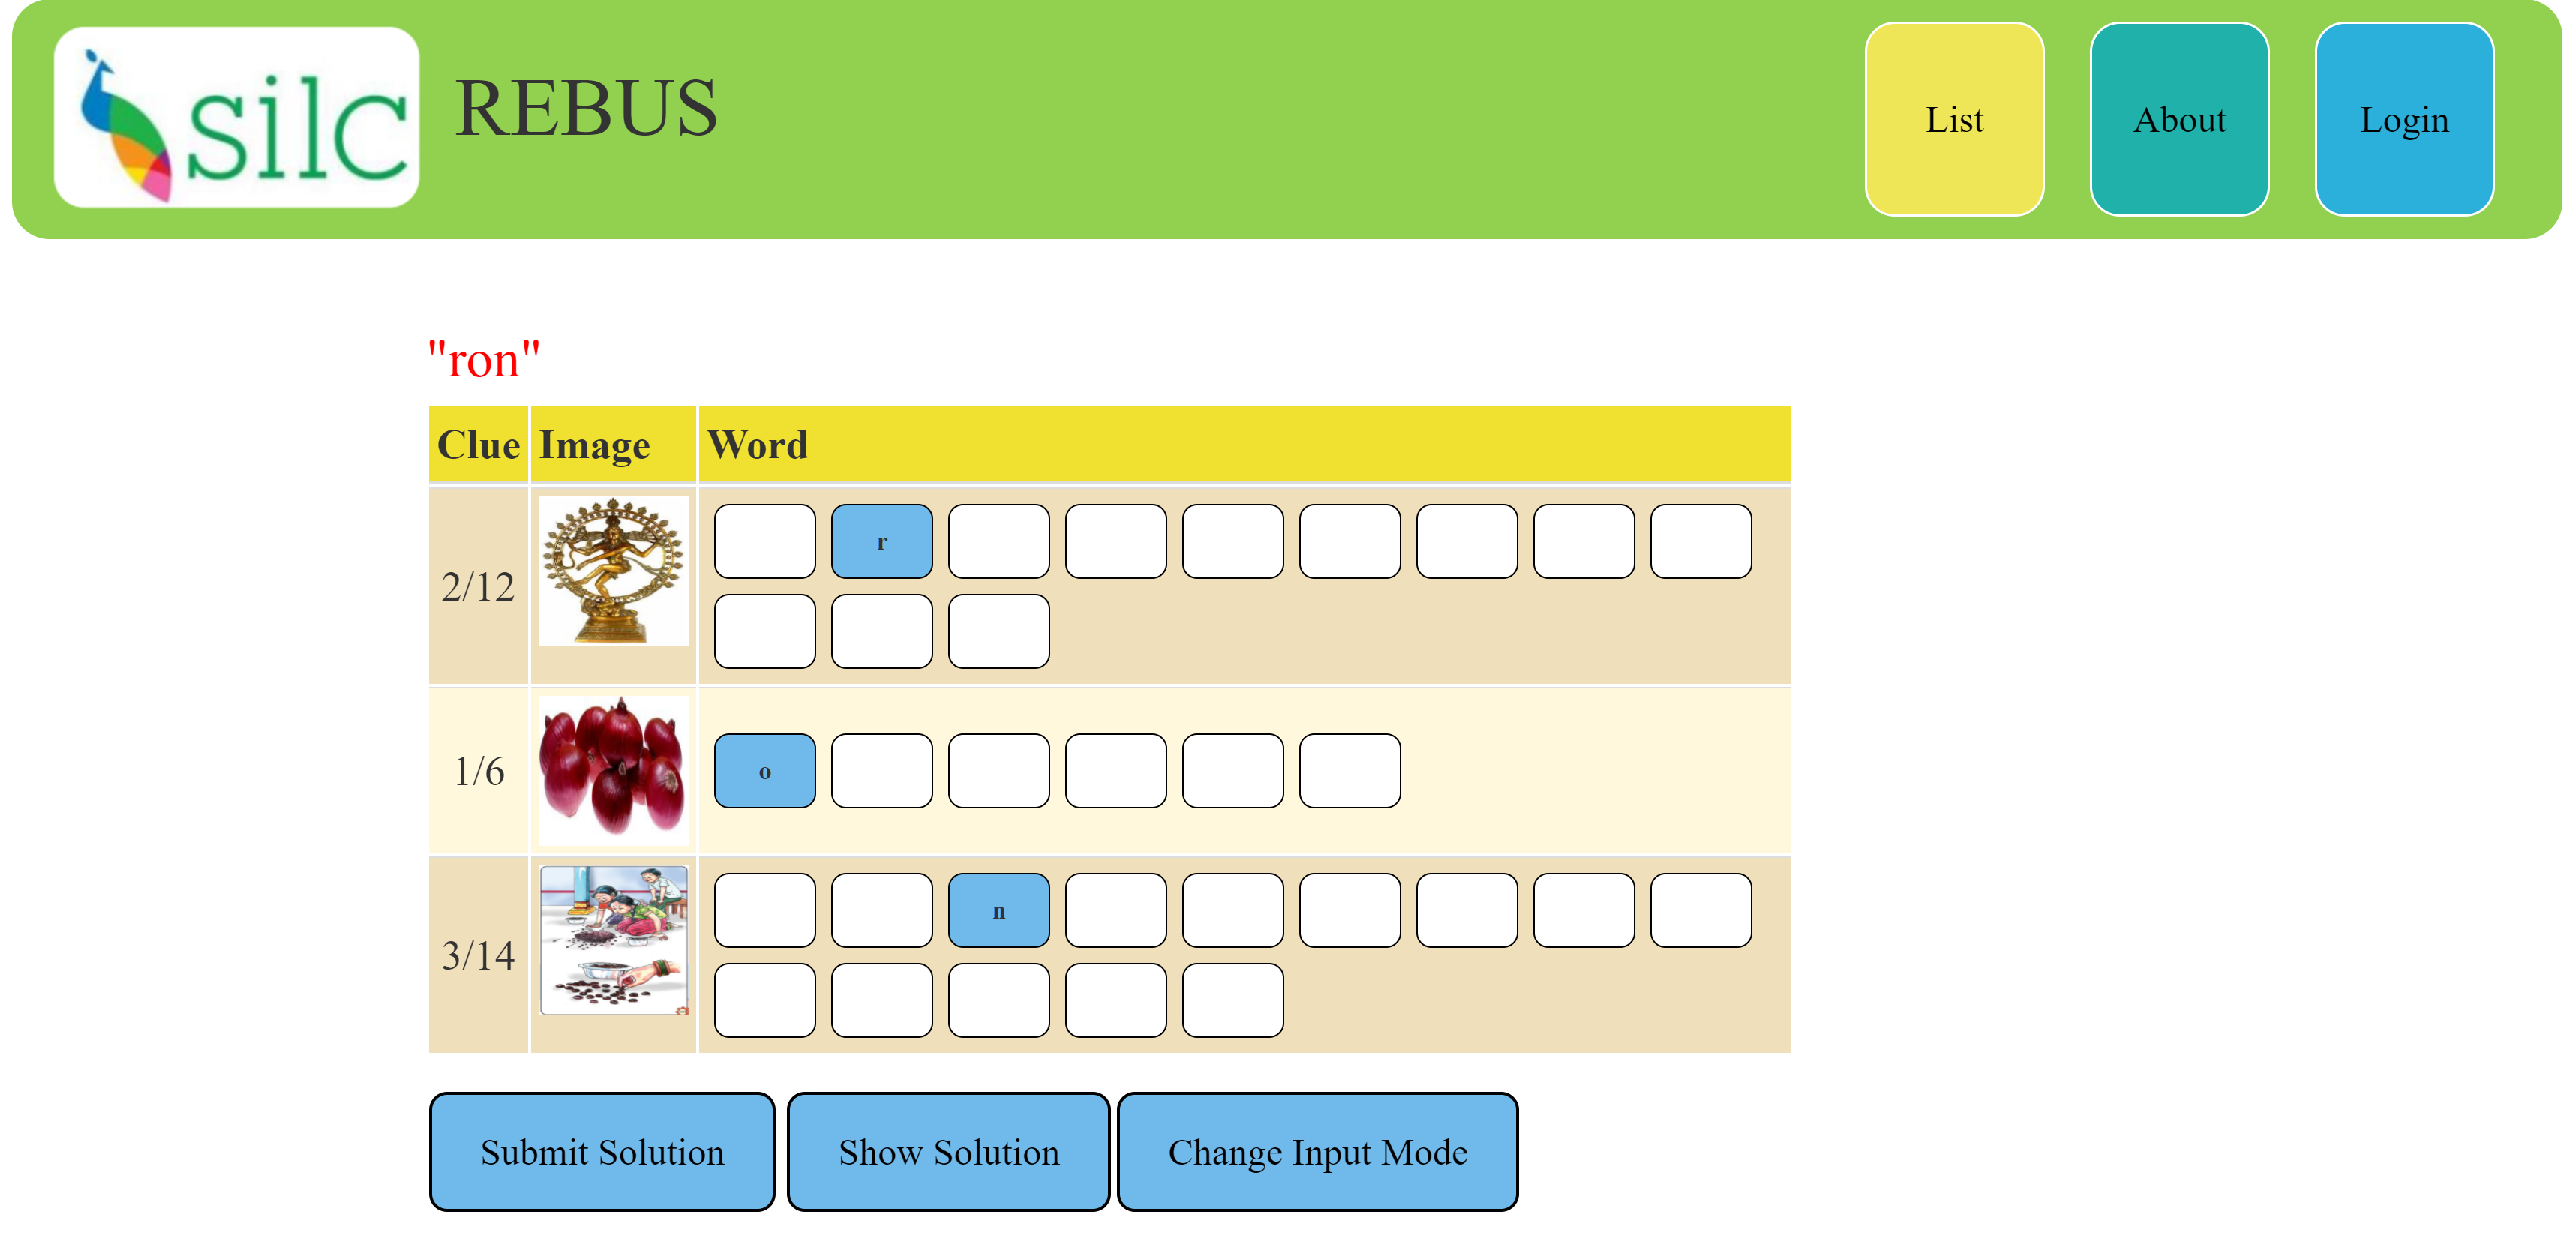 silc REBUS List About Login
"ron"
Clue Image Word
2/12 r
1/6 o
3/14 n
Submit Solution Show Solution Change Input Mode